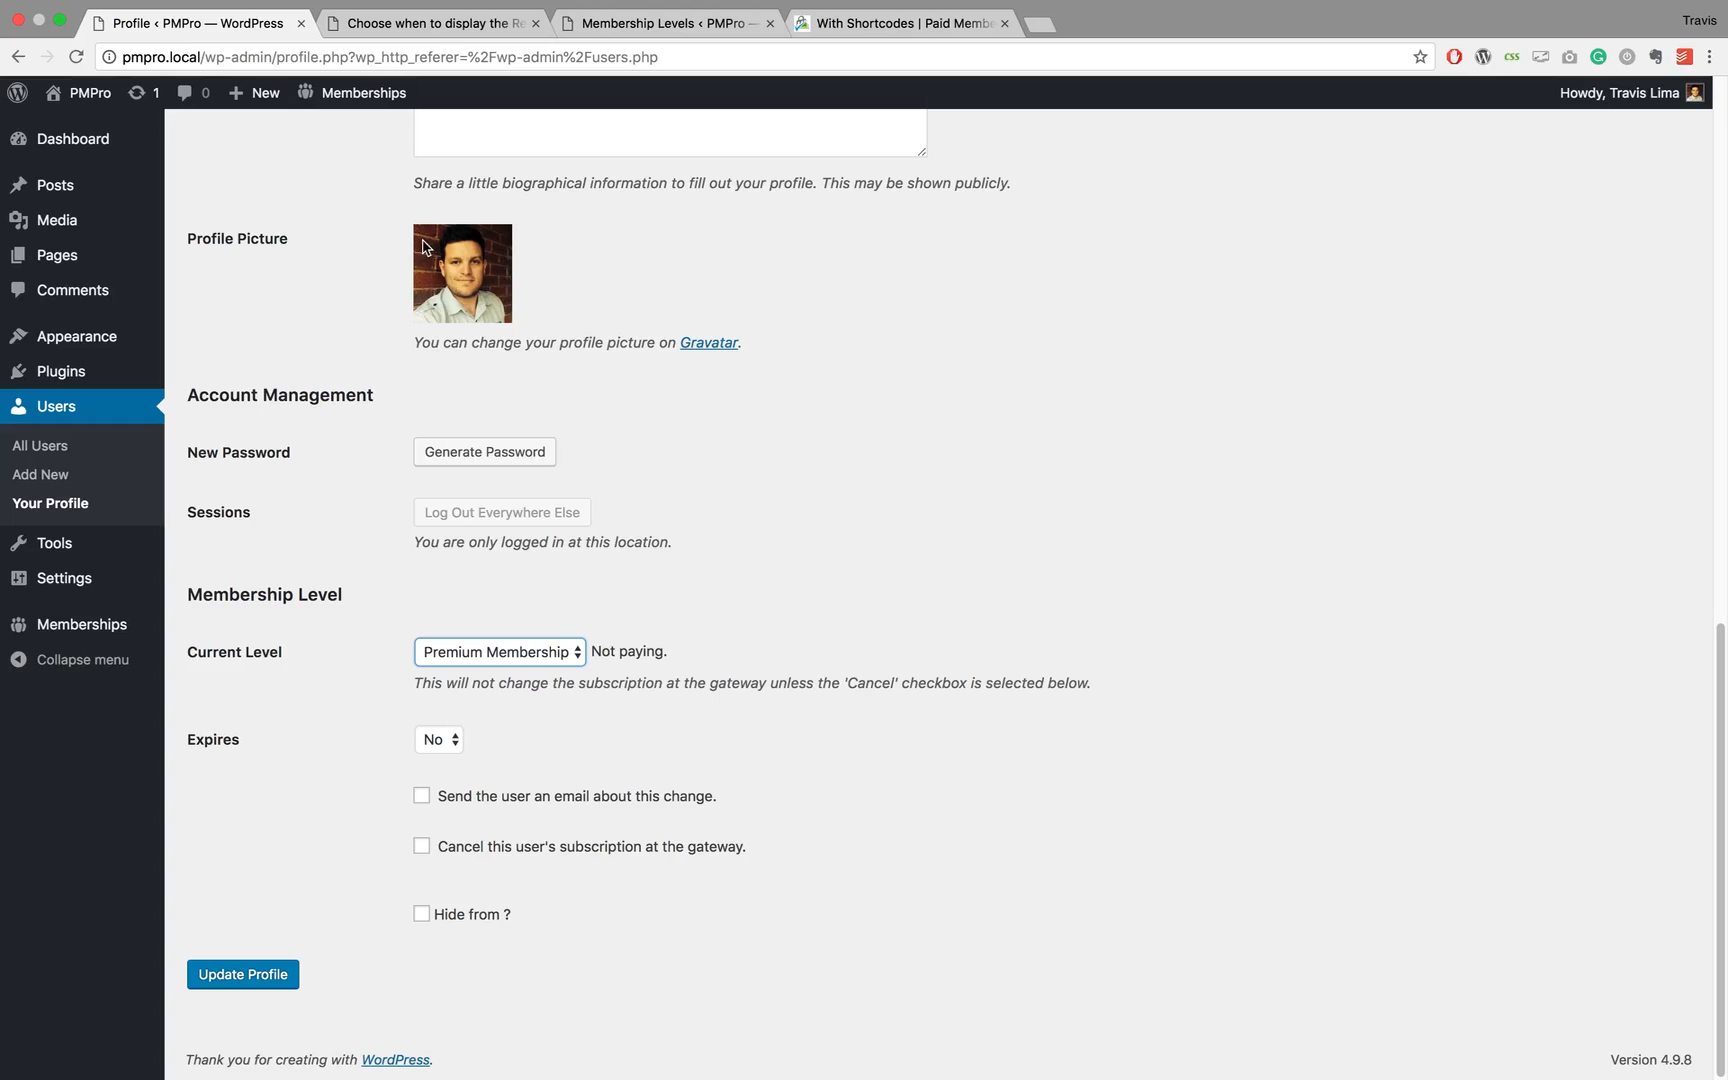 Profile ‹ PMPro — WordPress
Choose when to display the Re
Membership Levels ‹ PMPro —
With Shortcodes | Paid Membe
Travis
pmpro.local/wp-admin/profile.php?wp_http_referer=%2Fwp-admin%2Fusers.php
CSS
PMPro 1 0 New Memberships
Howdy, Travis Lima
Dashboard
Posts
Media
Pages
Comments
Appearance
Plugins
Users
All Users
Add New
Your Profile
Tools
Settings
Memberships
Collapse menu
Share a little biographical information to fill out your profile. This may be shown publicly.
Profile Picture
You can change your profile picture on Gravatar.
Account Management
New Password Generate Password
Sessions Log Out Everywhere Else
You are only logged in at this location.
Membership Level
Current Level Premium Membership Not paying.
This will not change the subscription at the gateway unless the 'Cancel' checkbox is selected below.
Expires No
Send the user an email about this change.
Cancel this user's subscription at the gateway.
Hide from ?
Update Profile
Thank you for creating with WordPress.
Version 4.9.8